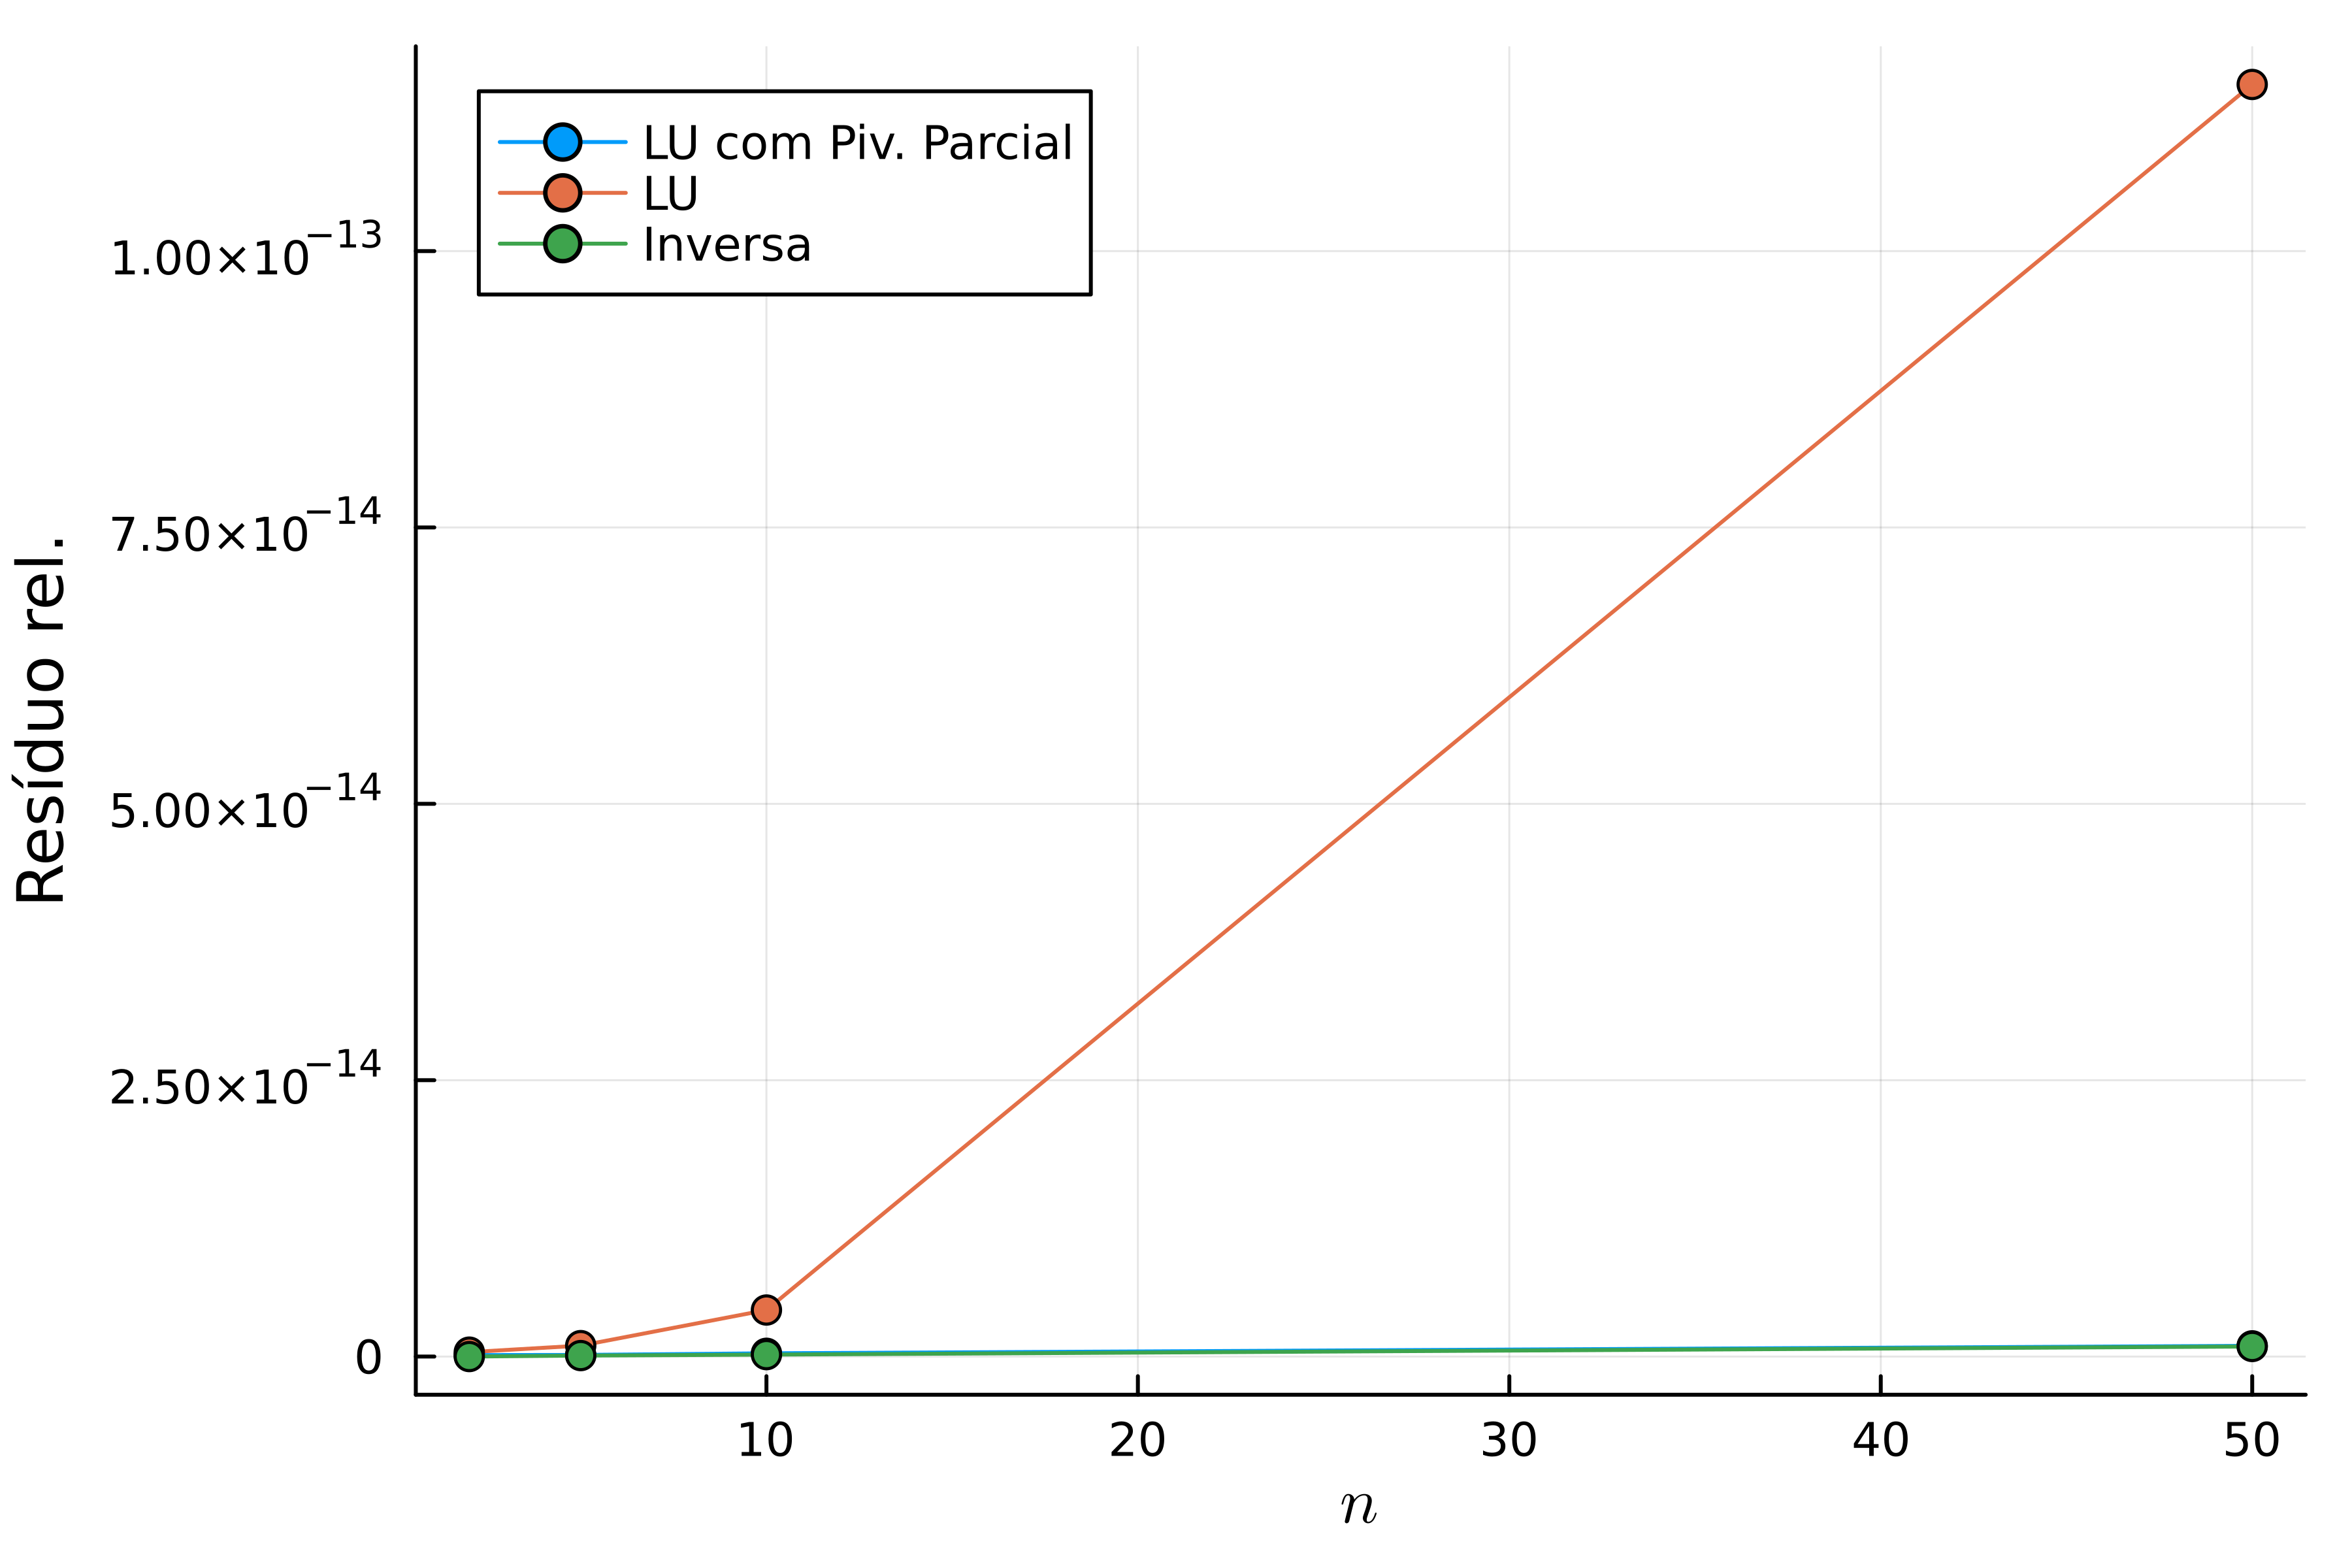 LU com Piv. Parcial
LU
Inversa
1.00×10⁻¹³
7.50×10⁻¹⁴
5.00×10⁻¹⁴
2.50×10⁻¹⁴
0
Resíduo rel.
10 20 30 40 50
n